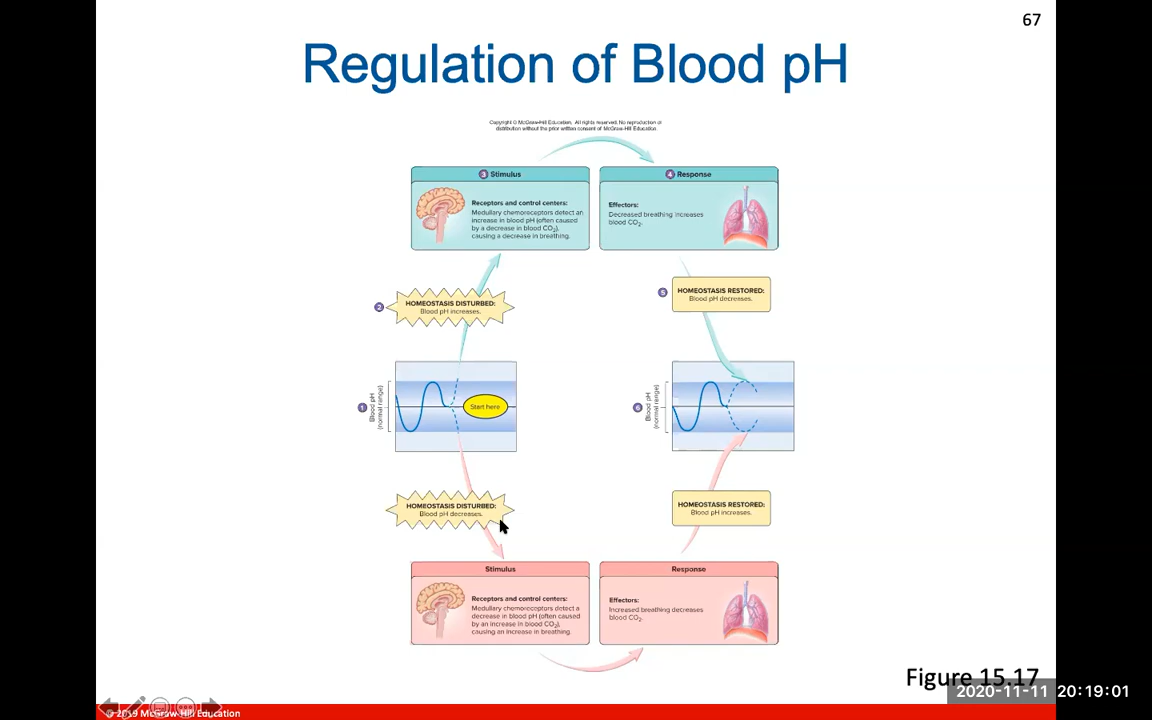 67
Regulation of Blood pH
Copyright © McGraw-Hill Education. All rights reserved. No reproduction or
distribution without the prior written consent of McGraw-Hill Education.
3 Stimulus
Receptors and control centers:
Medullary chemoreceptors detect an
increase in blood pH (often caused
by a decrease in blood CO2),
causing a decrease in breathing.
4 Response
Effectors:
Decreased breathing increases
blood CO2.
2
HOMEOSTASIS DISTURBED:
Blood pH increases.
5
HOMEOSTASIS RESTORED:
Blood pH decreases.
1
Blood pH
(normal range)
Start here
6
Blood pH
(normal range)
HOMEOSTASIS DISTURBED:
Blood pH decreases.
HOMEOSTASIS RESTORED:
Blood pH increases.
Stimulus
Receptors and control centers:
Medullary chemoreceptors detect a
decrease in blood pH (often caused
by an increase in blood CO2),
causing an increase in breathing.
Response
Effectors:
Increased breathing decreases
blood CO2.
Figure 15.17
2020-11-11 20:19:01
© 2019 McGraw-Hill Education